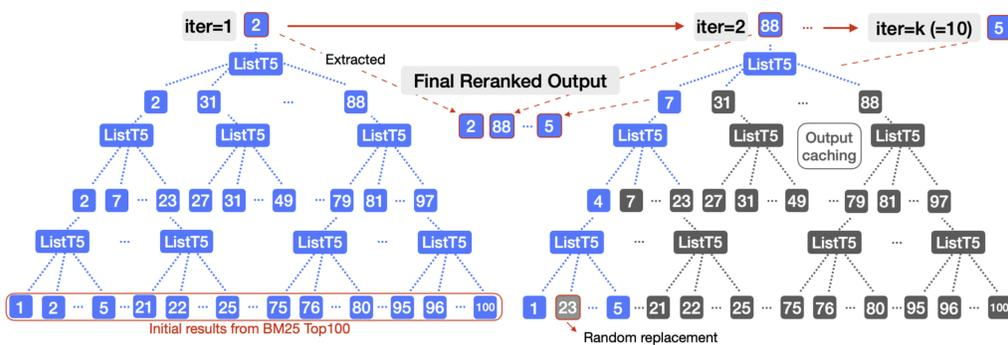 iter=1 2 iter=2 88 ... iter=k (=10) 5
ListT5 Extracted ListT5
Final Reranked Output
2 31 ... 88 7 31 ... 88
2 88 ... 5
ListT5 ListT5 ListT5 ListT5 ListT5 Output caching ListT5
2 7 ... 23 27 31 ... 49 ... 79 81 ... 97 4 7 ... 23 27 31 ... 49 ... 79 81 ... 97
ListT5 ... ListT5 ListT5 ... ListT5 ListT5 ... ListT5 ListT5 ... ListT5
1 2 ... 5 ... 21 22 ... 25 ... 75 76 ... 80 ... 95 96 ... 100 1 23 ... 5 ... 21 22 ... 25 ... 75 76 ... 80 ... 95 96 ... 100
Initial results from BM25 Top100
Random replacement